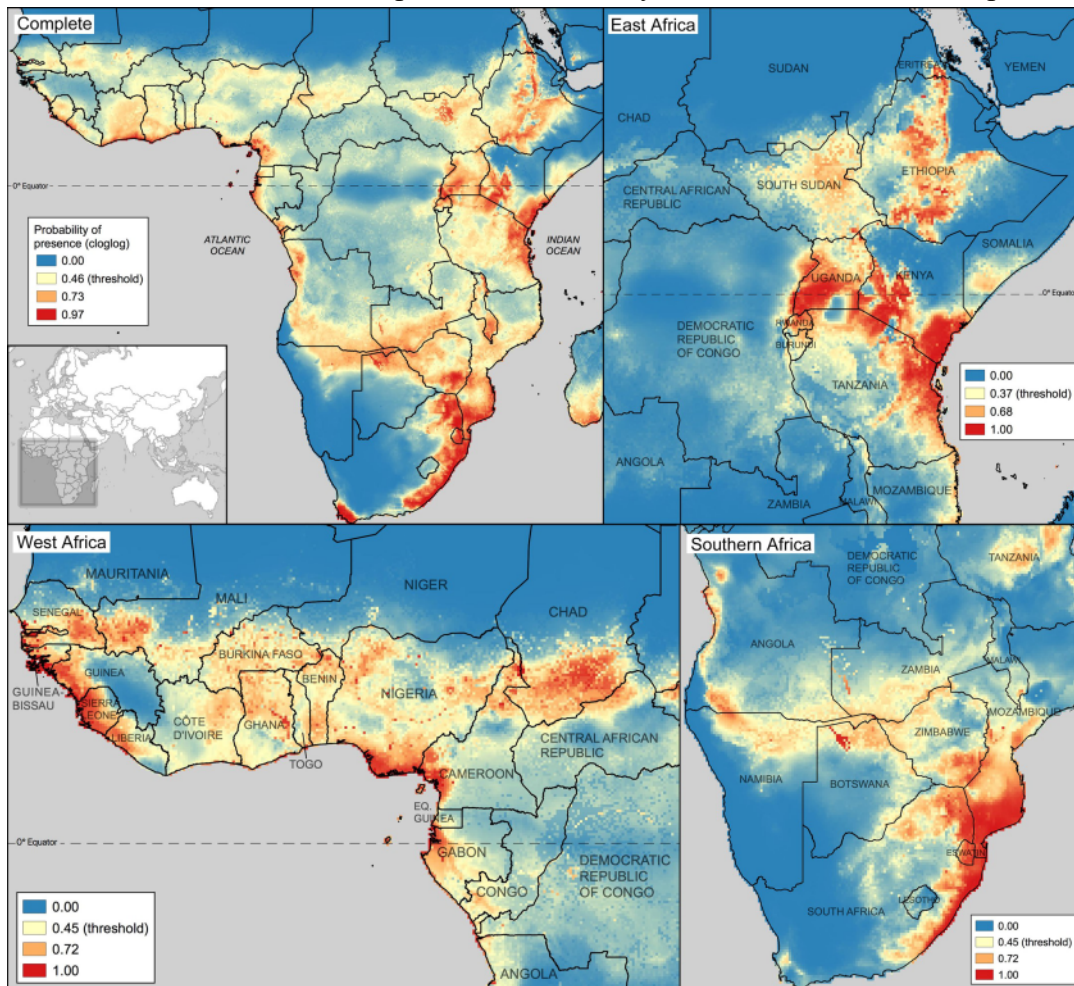 Complete
0° Equator
Probability of
presence (cloglog)
0.00
0.46 (threshold)
0.73
0.97
ATLANTIC
OCEAN
INDIAN
OCEAN
East Africa
SUDAN
ERITREA
YEMEN
CHAD
SOUTH SUDAN
ETHIOPIA
CENTRAL AFRICAN
REPUBLIC
SOMALIA
UGANDA
KENYA
0° Equator
DEMOCRATIC
REPUBLIC
OF CONGO
RWANDA
BURUNDI
TANZANIA
0.00
0.37 (threshold)
0.68
1.00
ANGOLA
ZAMBIA
MALAWI
MOZAMBIQUE
West Africa
MAURITANIA
MALI
NIGER
CHAD
SENEGAL
BURKINA FASO
GUINEA
BENIN
NIGERIA
GUINEA-
BISSAU
SIERRA
LEONE
CÔTE
D'IVOIRE
GHANA
LIBERIA
TOGO
CENTRAL AFRICAN
REPUBLIC
CAMEROON
EQ.
GUINEA
0° Equator
GABON
DEMOCRATIC
REPUBLIC
OF CONGO
CONGO
ANGOLA
0.00
0.45 (threshold)
0.72
1.00
Southern Africa
DEMOCRATIC
REPUBLIC
OF CONGO
TANZANIA
ANGOLA
ZAMBIA
MALAWI
MOZAMBIQUE
ZIMBABWE
NAMIBIA
BOTSWANA
ESWATINI
LESOTHO
SOUTH AFRICA
0.00
0.45 (threshold)
0.72
1.00